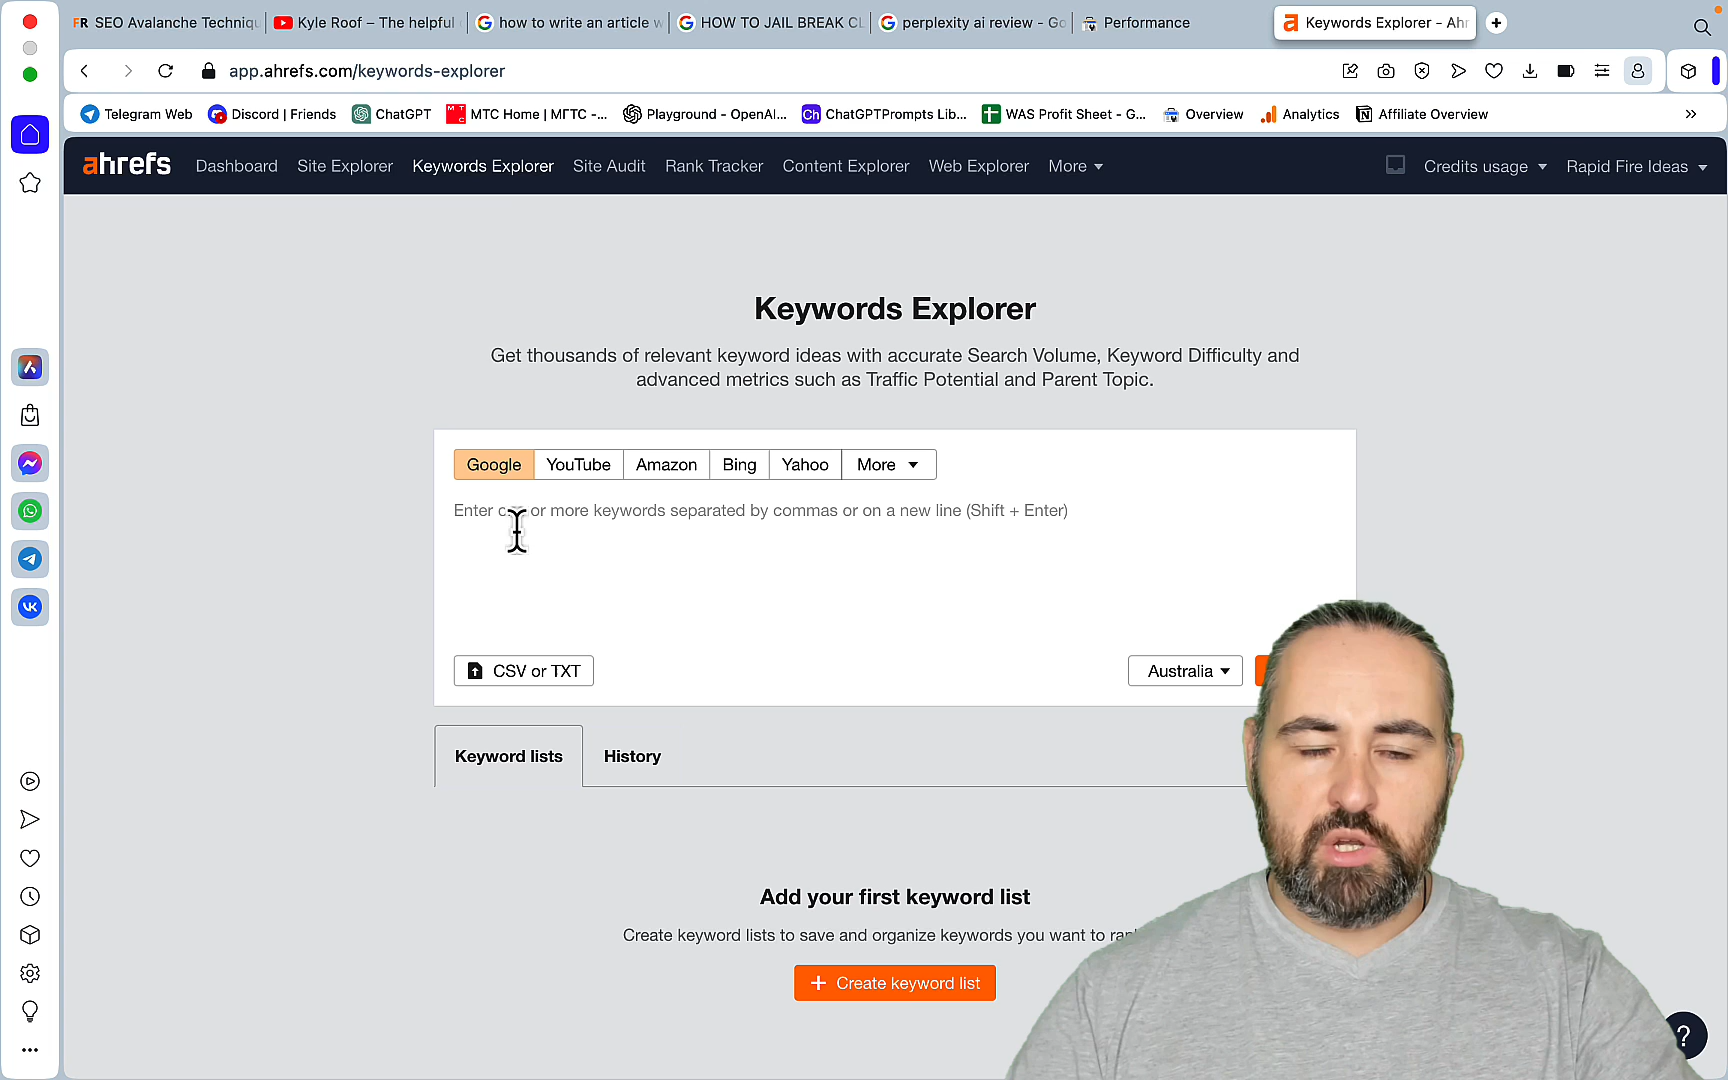 FR SEO Avalanche Techniqu
Kyle Roof – The helpful
how to write an article w
HOW TO JAIL BREAK CL
perplexity ai review - Go
Performance
Keywords Explorer - Ahr
app.ahrefs.com/keywords-explorer
Telegram Web
Discord | Friends
ChatGPT
МТС Home | МГТС -...
Playground - OpenAI...
Ch ChatGPTPrompts Lib...
WAS Profit Sheet - G...
Overview
Analytics
Affiliate Overview
ahrefs Dashboard Site Explorer Keywords Explorer Site Audit Rank Tracker Content Explorer Web Explorer More Credits usage Rapid Fire Ideas
Keywords Explorer
Get thousands of relevant keyword ideas with accurate Search Volume, Keyword Difficulty and
advanced metrics such as Traffic Potential and Parent Topic.
Google YouTube Amazon Bing Yahoo More
Enter or more keywords separated by commas or on a new line (Shift + Enter)
CSV or TXT Australia
Keyword lists History
Add your first keyword list
Create keyword lists to save and organize keywords you want to
+ Create keyword list
?